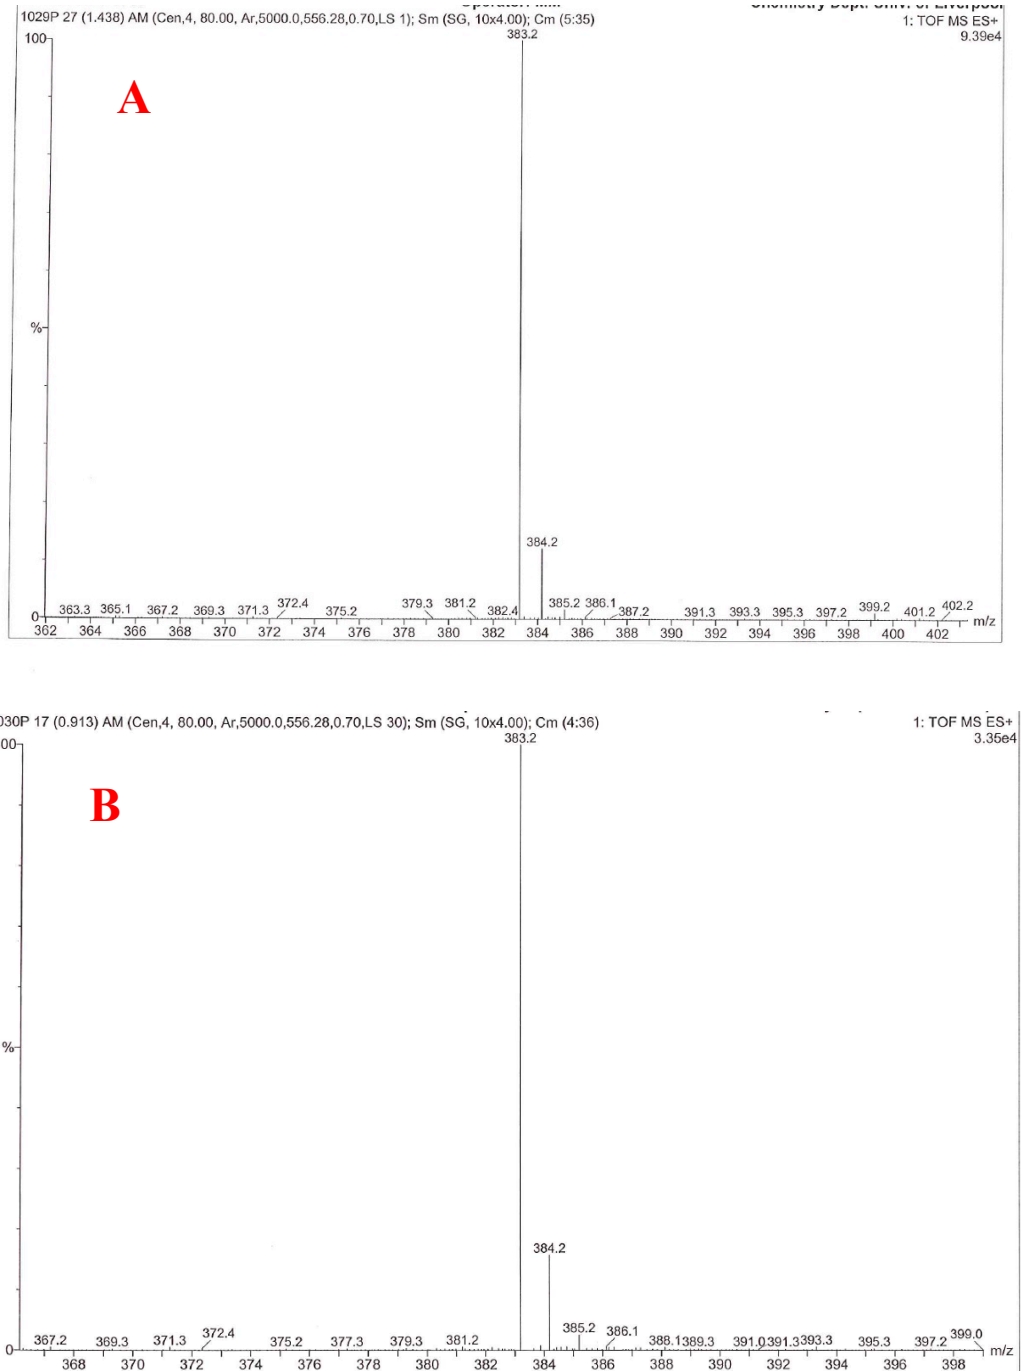 1029P 27 (1.438) AM (Cen,4, 80.00, Ar,5000.0,556.28,0.70,LS 1); Sm (SG, 10x4.00); Cm (5:35)
1: TOF MS ES+
9.39e4
100
383.2
A
%
384.2
363.3 365.1 367.2 369.3 371.3 372.4 375.2 379.3 381.2 382.4 385.2 386.1 387.2 391.3 393.3 395.3 397.2 399.2 401.2 402.2
0
m/z
362 364 366 368 370 372 374 376 378 380 382 384 386 388 390 392 394 396 398 400 402
030P 17 (0.913) AM (Cen,4, 80.00, Ar,5000.0,556.28,0.70,LS 30); Sm (SG, 10x4.00); Cm (4:36)
1: TOF MS ES+
3.35e4
00
383.2
B
%
384.2
367.2 369.3 371.3 372.4 375.2 377.3 379.3 381.2 385.2 386.1 388.1 389.3 391.0 391.3 393.3 395.3 397.2 399.0
0
m/z
368 370 372 374 376 378 380 382 384 386 388 390 392 394 396 398